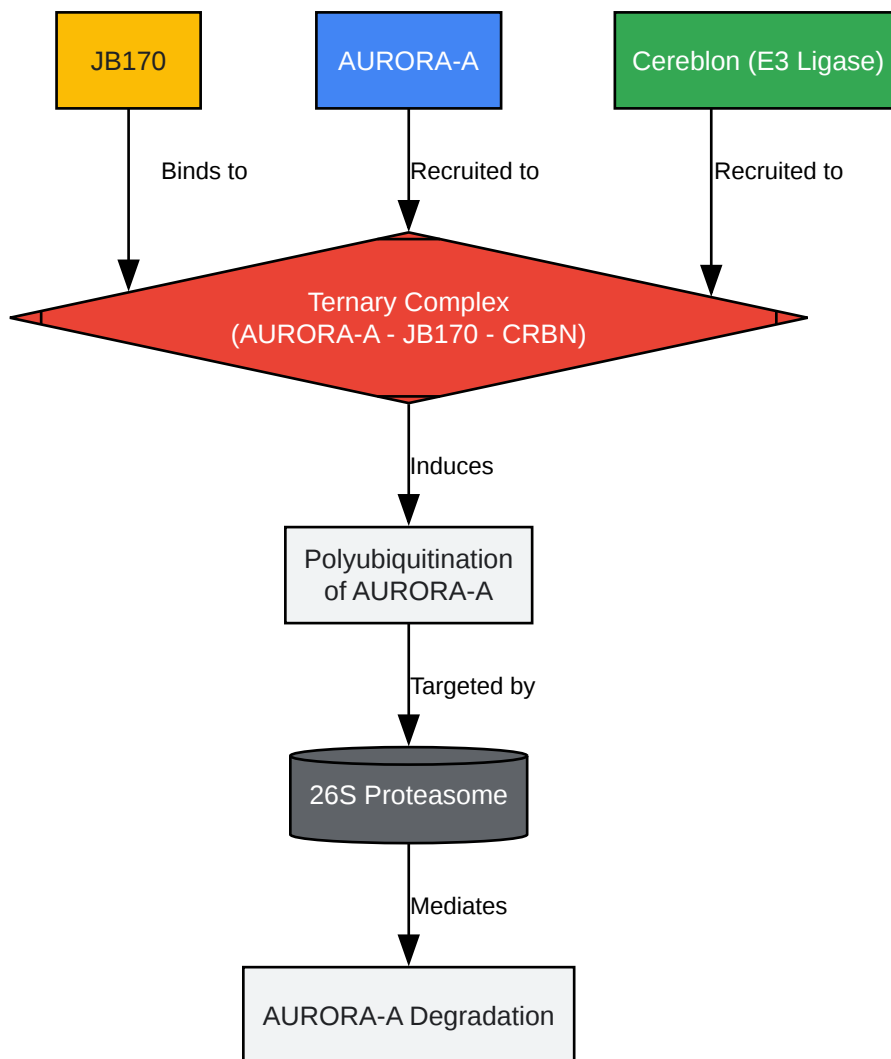 JB170
AURORA-A
Cereblon (E3 Ligase)
Binds to
Recruited to
Recruited to
Ternary Complex
(AURORA-A - JB170 - CRBN)
Induces
Polyubiquitination
of AURORA-A
Targeted by
26S Proteasome
Mediates
AURORA-A Degradation